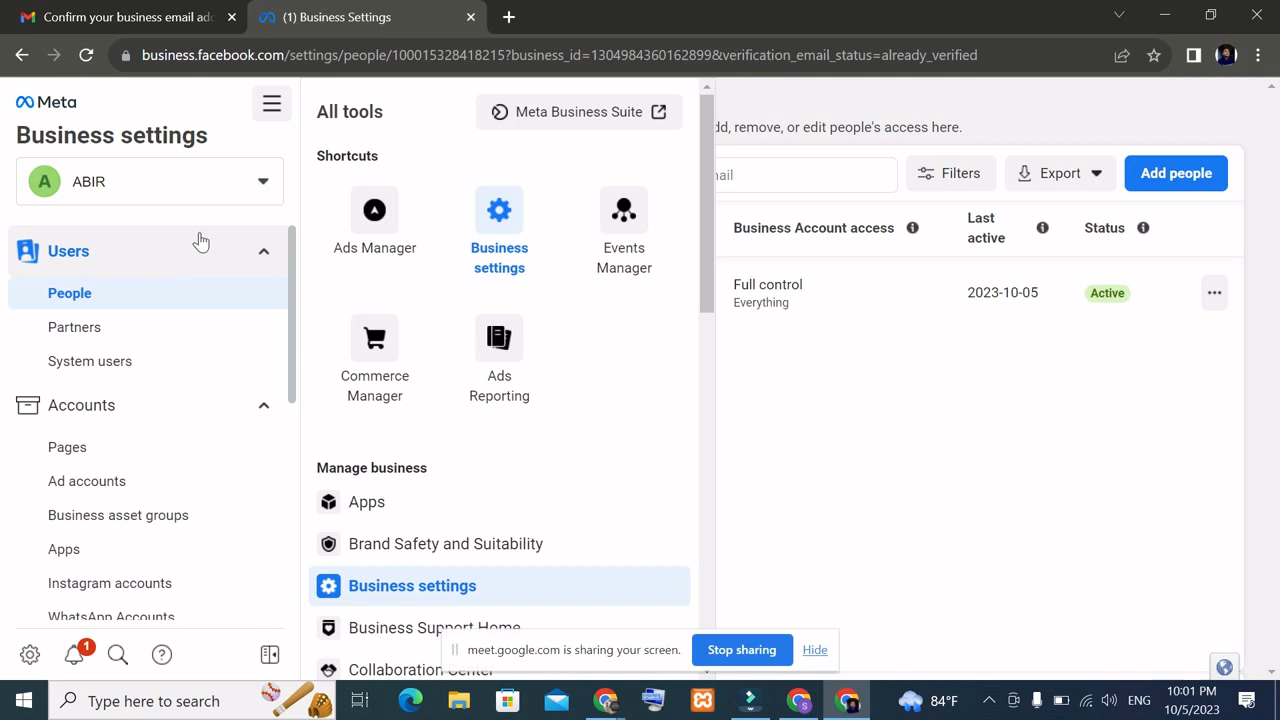 Confirm your business email add
(1) Business Settings
business.facebook.com/settings/people/100015328418215?business_id=1304984360162899&verification_email_status=already_verified
Meta
Business settings
A
ABIR
Users
People
Partners
System users
Accounts
Pages
Ad accounts
Business asset groups
Apps
Instagram accounts
WhatsApp Accounts
1
All tools
Meta Business Suite
Shortcuts
Ads Manager
Business
settings
Events
Manager
Commerce
Manager
Ads
Reporting
Manage business
Apps
Brand Safety and Suitability
Business settings
Business Support Home
Collaboration Center
dd, remove, or edit people's access here.
nail
Filters
Export
Add people
Business Account access
Last
active
Status
Full control
Everything
2023-10-05
Active
meet.google.com is sharing your screen.
Stop sharing
Hide
Type here to search
84°F
ENG
10:01 PM
10/5/2023